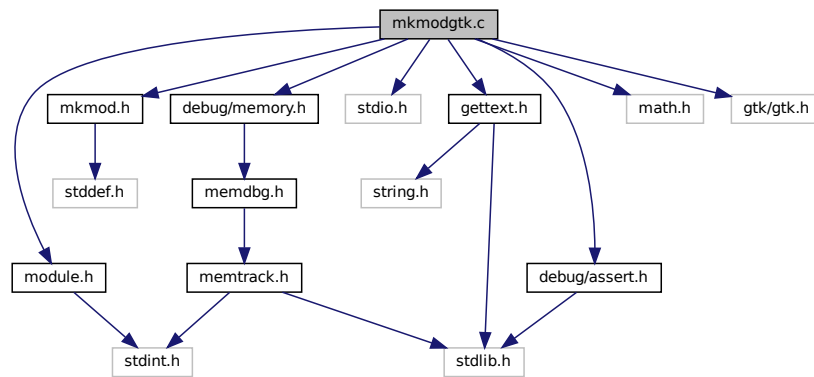 mkmodgtk.c
mkmod.h
debug/memory.h
stdio.h
gettext.h
math.h
gtk/gtk.h
stddef.h
memdbg.h
string.h
module.h
memtrack.h
debug/assert.h
stdint.h
stdlib.h